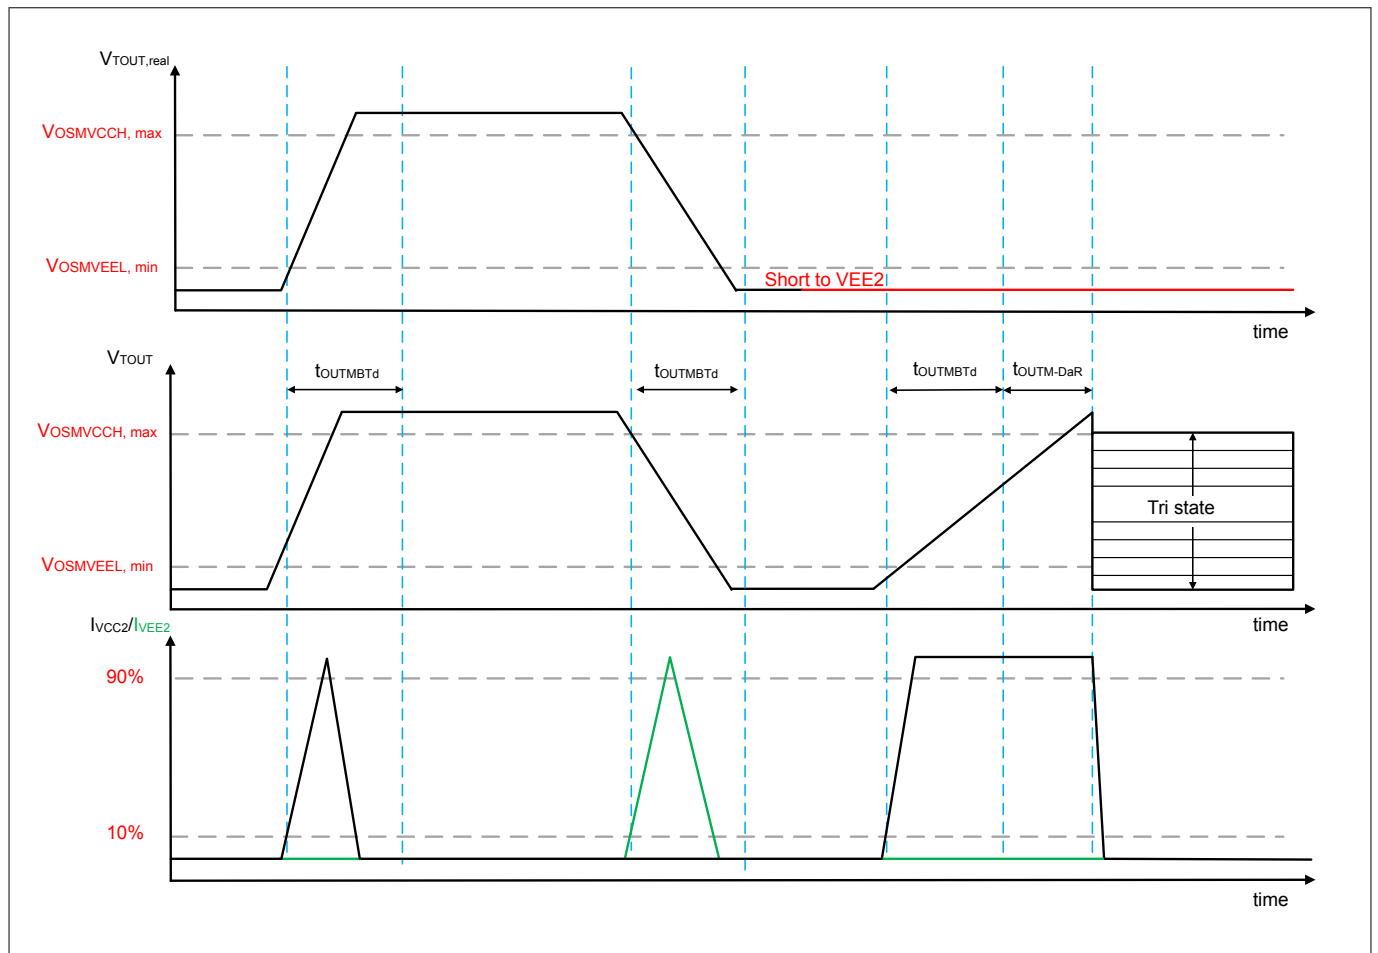 VTOUT,real
VOSMVCCH, max
VOSMVEEL, min
Short to VEE2
time
VTOUT
tOUTMBTd
tOUTMBTd
tOUTMBTd
tOUTM-DaR
VOSMVCCH, max
Tri state
VOSMVEEL, min
time
IVCC2/IVEE2
90%
10%
time